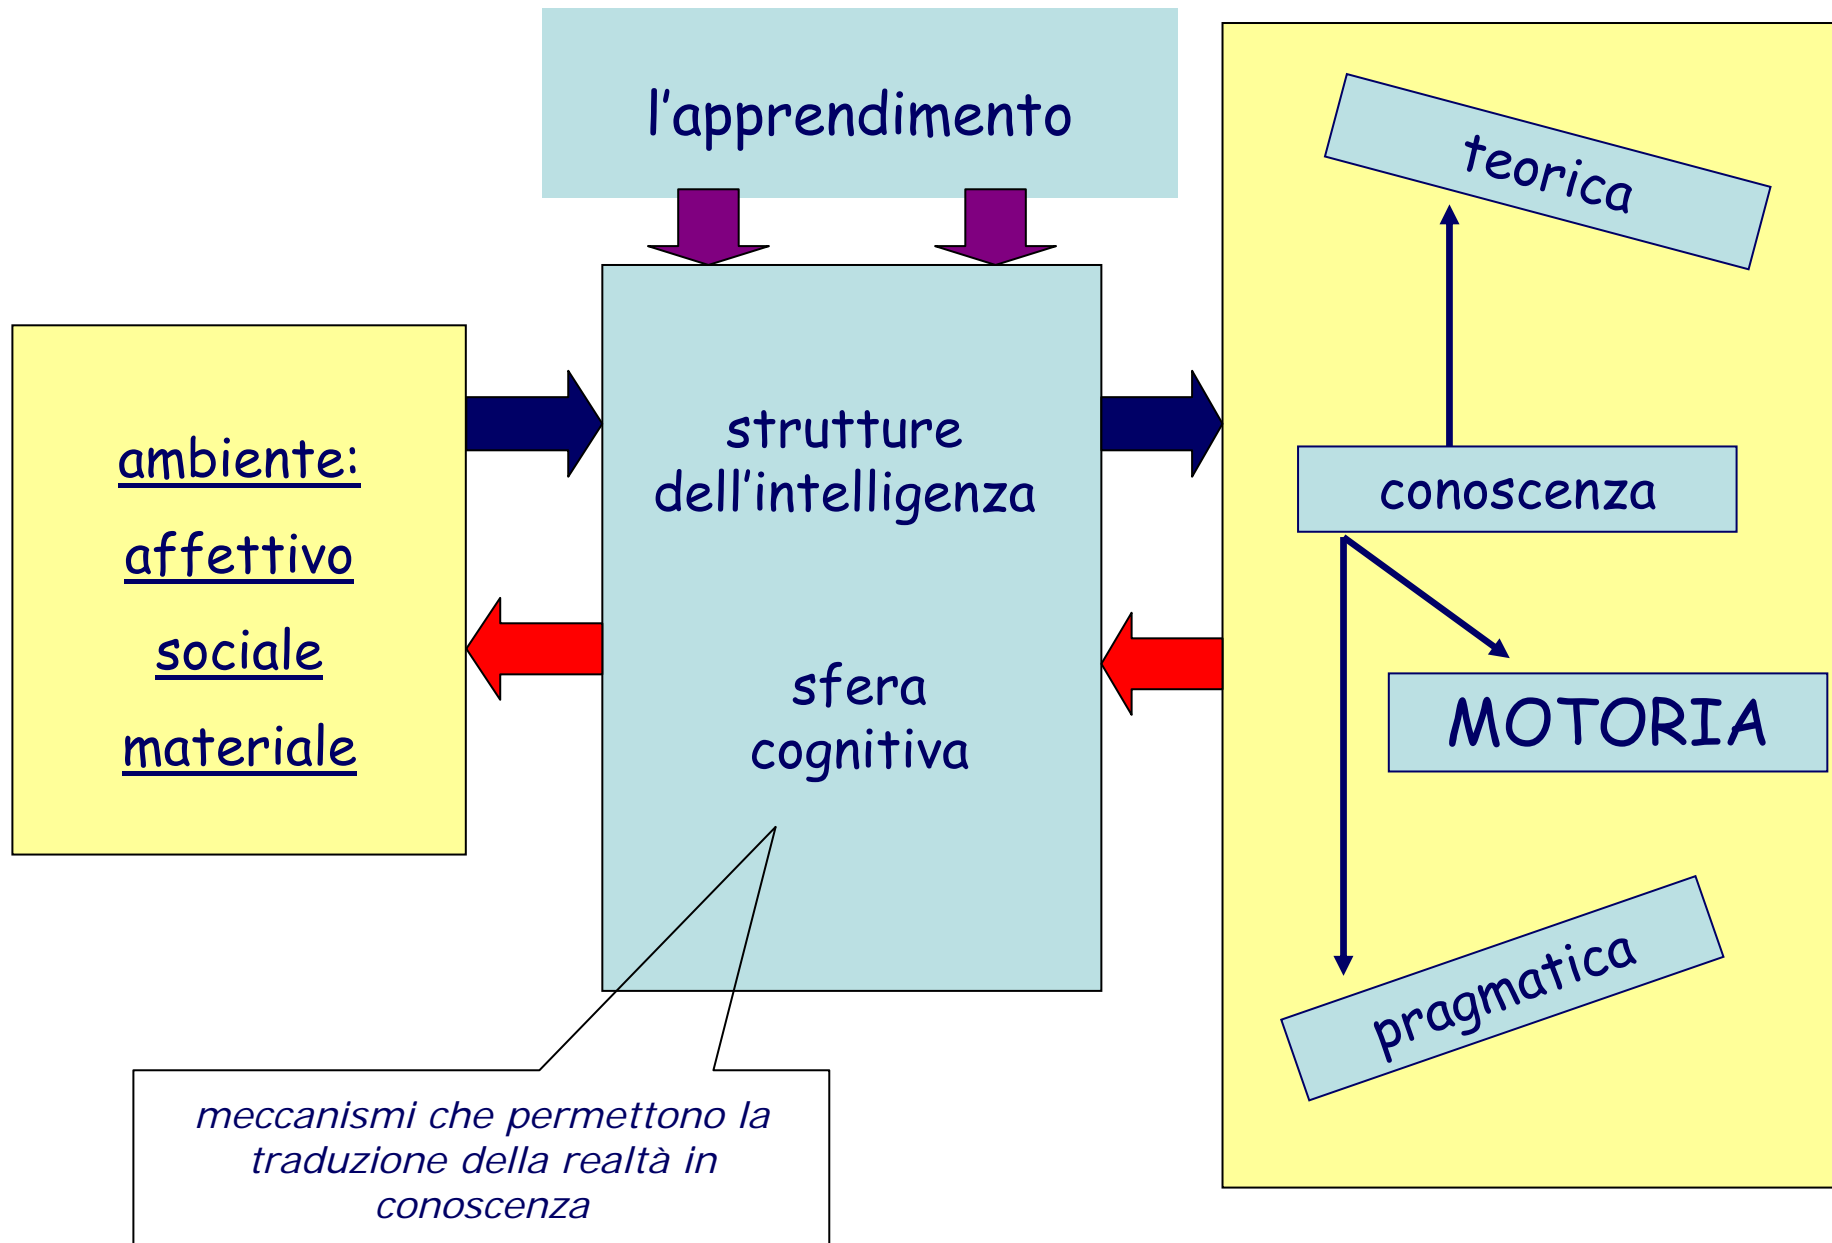 l'apprendimento
ambiente:
affettivo
sociale
materiale
strutture
dell'intelligenza
sfera
cognitiva
meccanismi che permettono la
traduzione della realtà in
conoscenza
teorica
conoscenza
MOTORIA
pragmatica